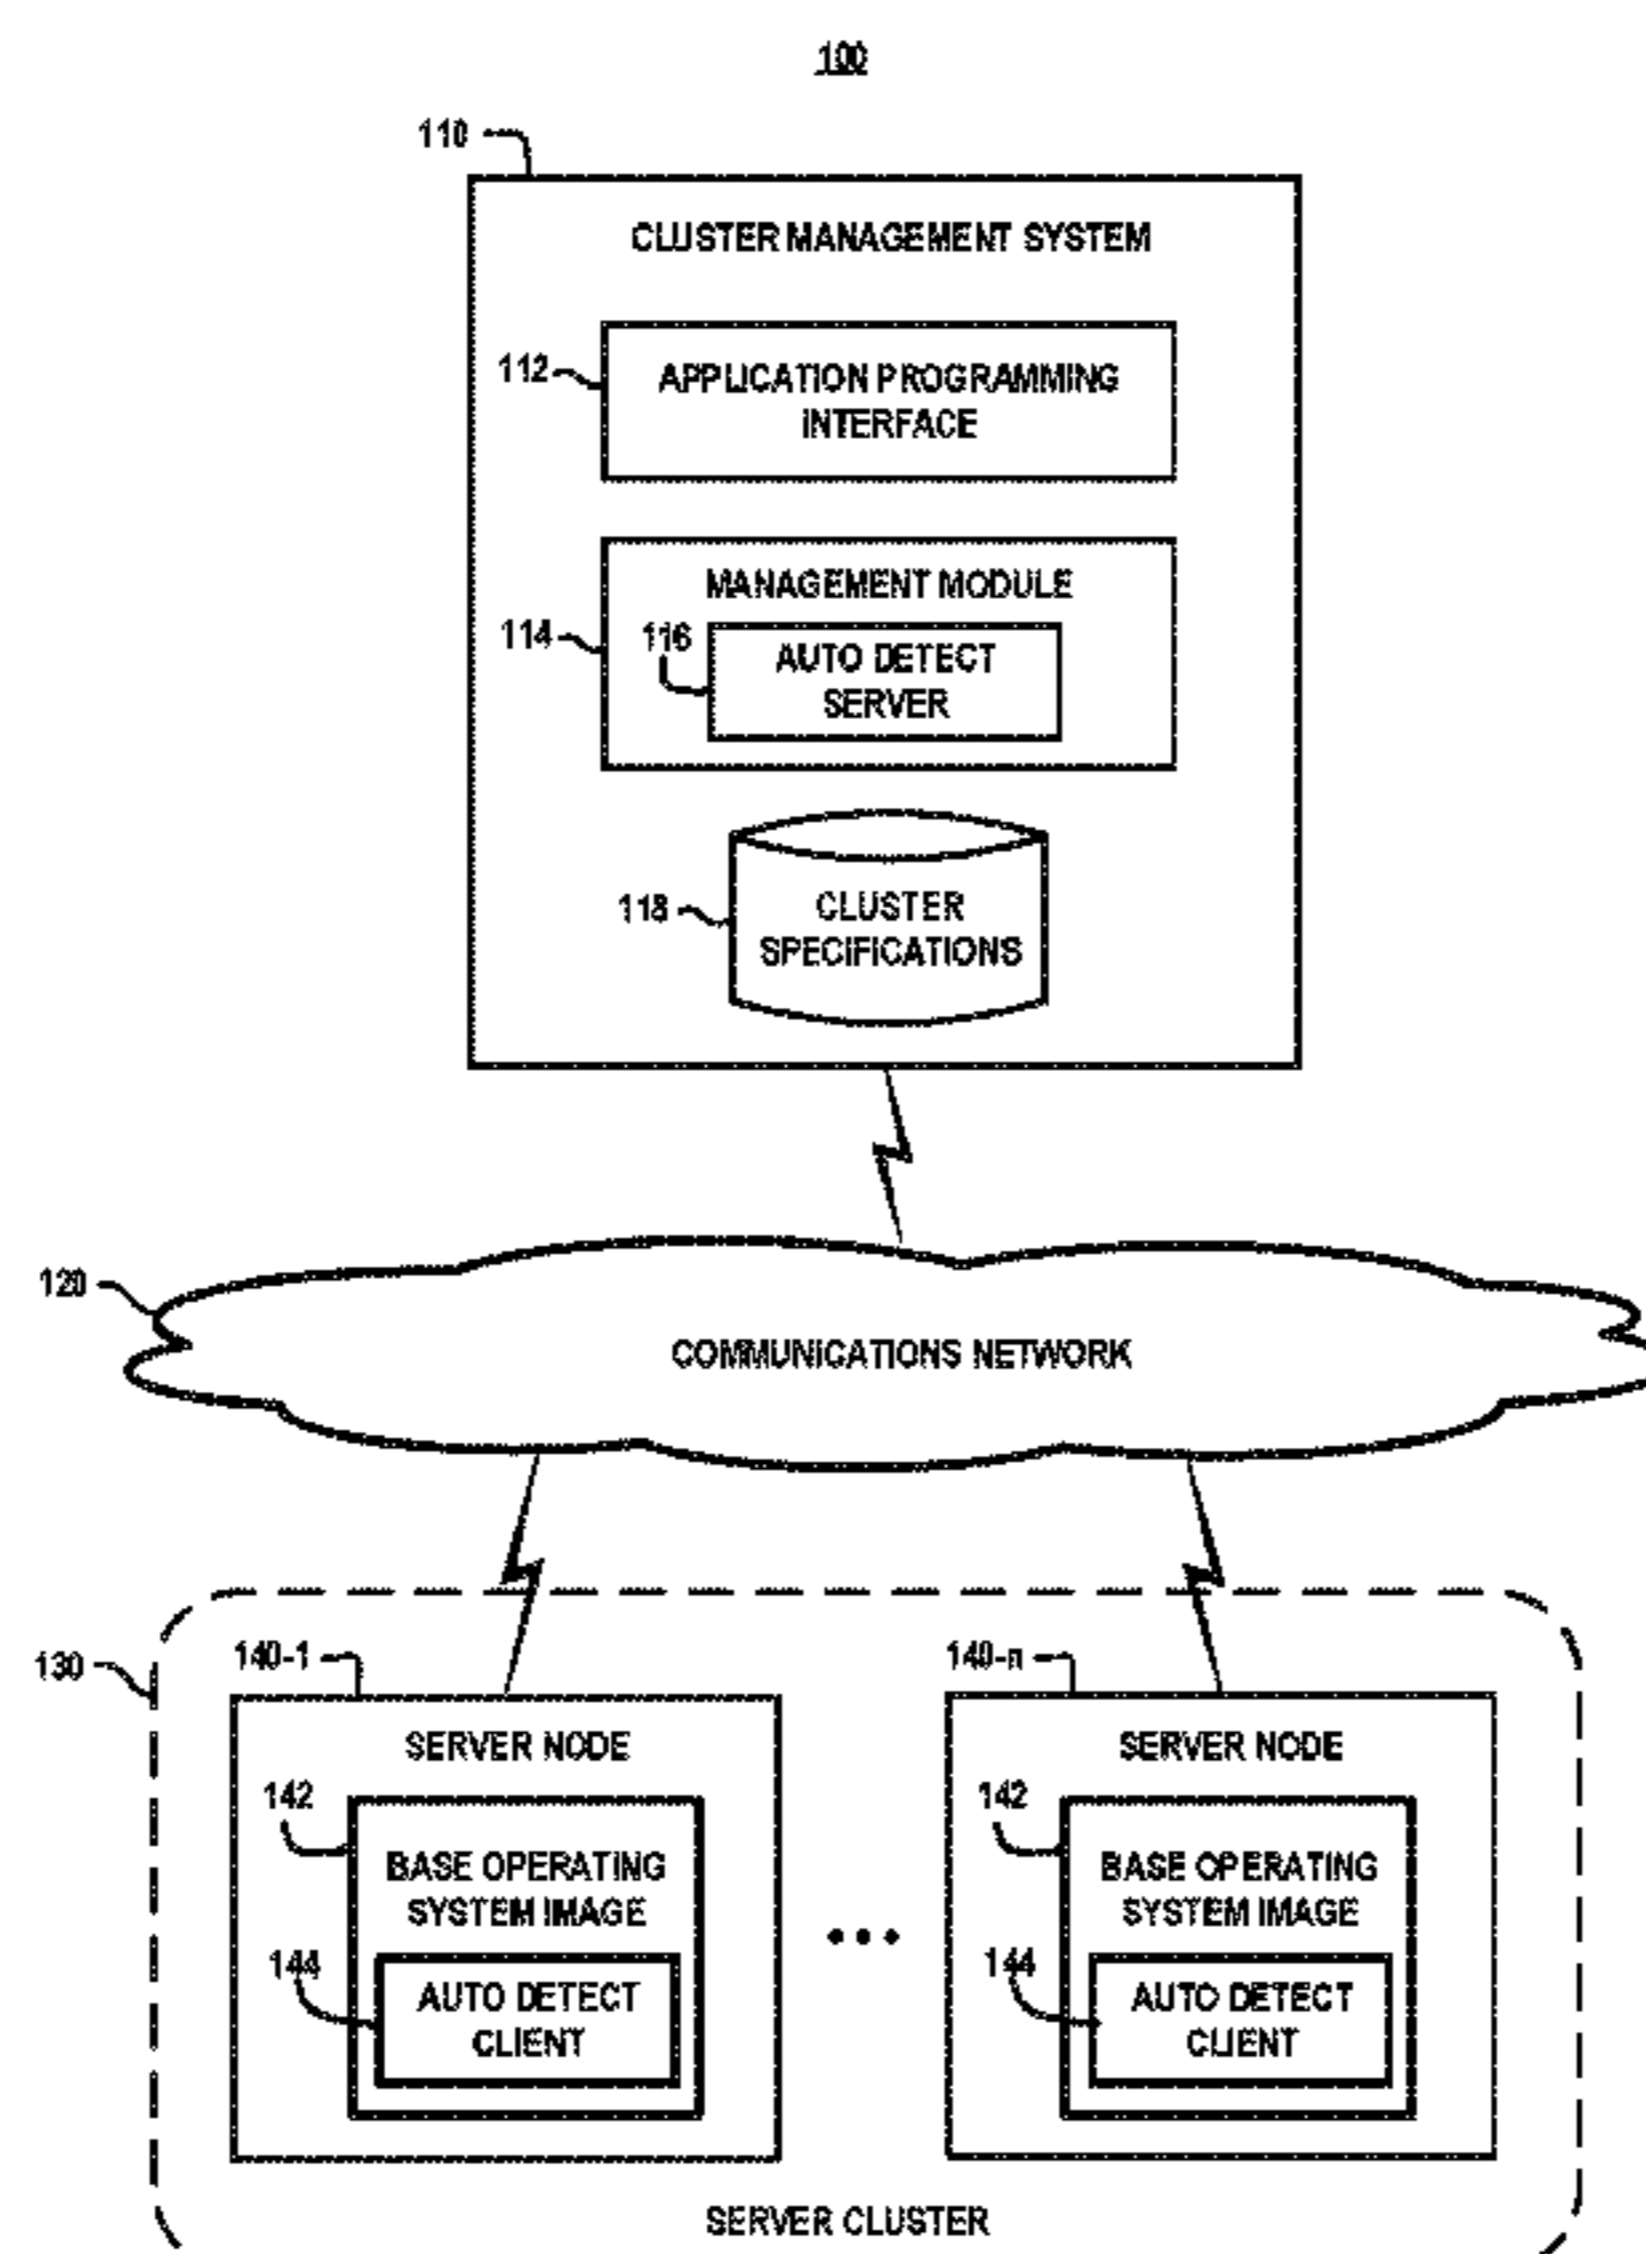 100
110
CLUSTER MANAGEMENT SYSTEM
112
APPLICATION PROGRAMMING
INTERFACE
MANAGEMENT MODULE
114
116
AUTO DETECT
SERVER
118
CLUSTER
SPECIFICATIONS
120
COMMUNICATIONS NETWORK
130
140-1
140-n
SERVER NODE
SERVER NODE
142
142
BASE OPERATING
SYSTEM IMAGE
BASE OPERATING
SYSTEM IMAGE
144
144
AUTO DETECT
CLIENT
AUTO DETECT
CLIENT
SERVER CLUSTER